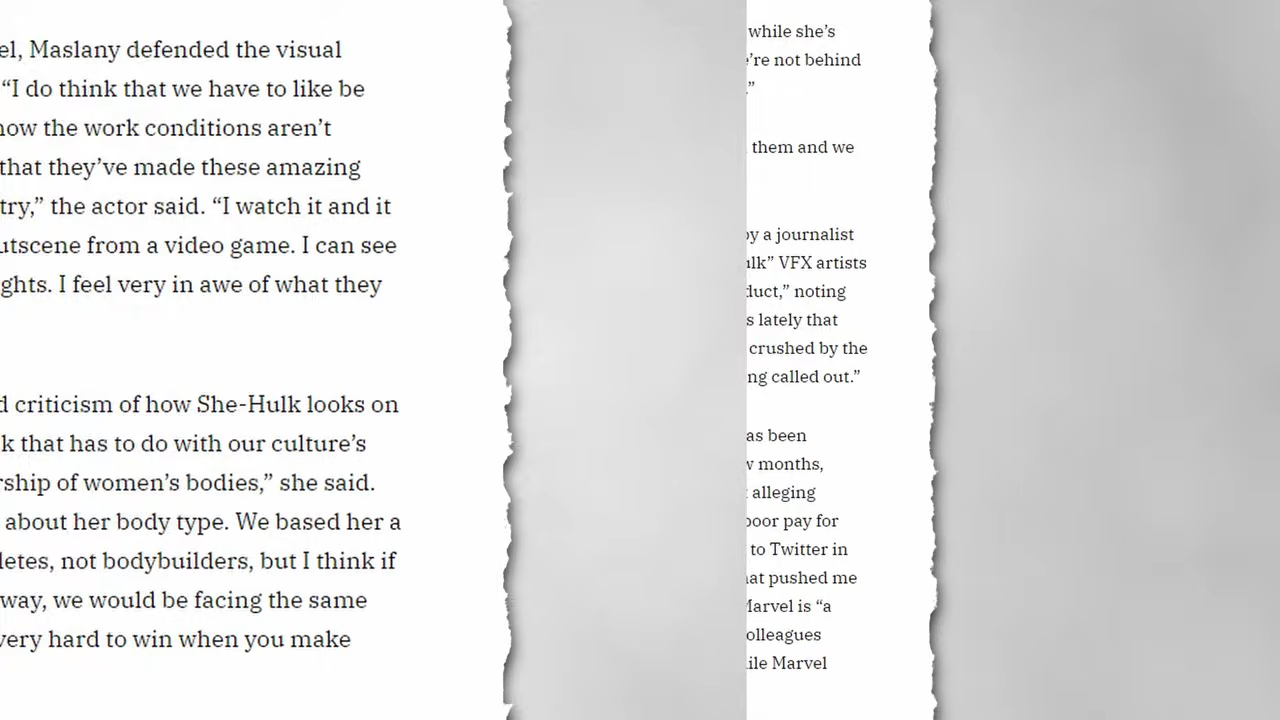 el, Maslany defended the visual
“I do think that we have to like be
now the work conditions aren’t
that they’ve made these amazing
try,” the actor said. “I watch it and it
utscene from a video game. I can see
ghts. I feel very in awe of what they
d criticism of how She-Hulk looks on
k that has to do with our culture’s
rship of women’s bodies,” she said.
about her body type. We based her a
letes, not bodybuilders, but I think if
way, we would be facing the same
very hard to win when you make
while she’s
e’re not behind
.”
them and we
by a journalist
ulk” VFX artists
duct,” noting
s lately that
crushed by the
ng called out.”
as been
w months,
alleging
poor pay for
to Twitter in
hat pushed me
Marvel is “a
olleagues
ile Marvel